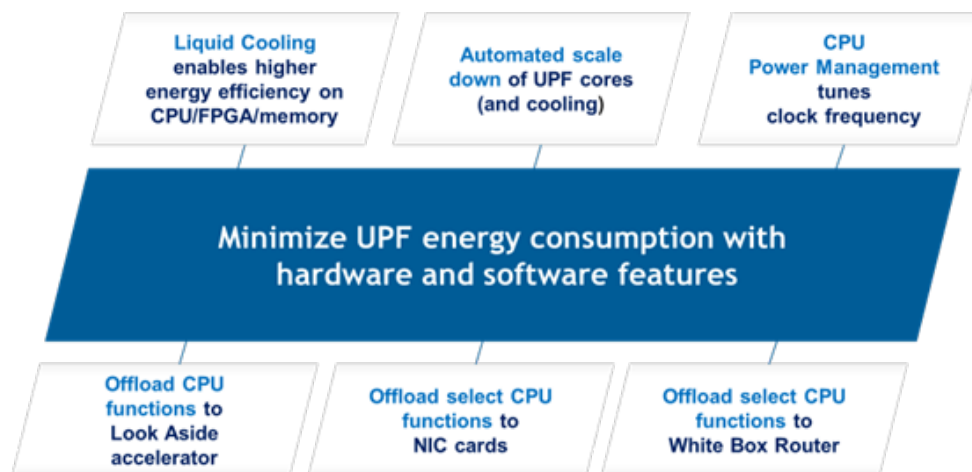 Liquid Cooling
enables higher
energy efficiency on
CPU/FPGA/memory
Automated scale
down of UPF cores
(and cooling)
CPU
Power Management
tunes
clock frequency
Minimize UPF energy consumption with
hardware and software features
Offload CPU
functions to
Look Aside
accelerator
Offload select CPU
functions to
NIC cards
Offload select CPU
functions to
White Box Router